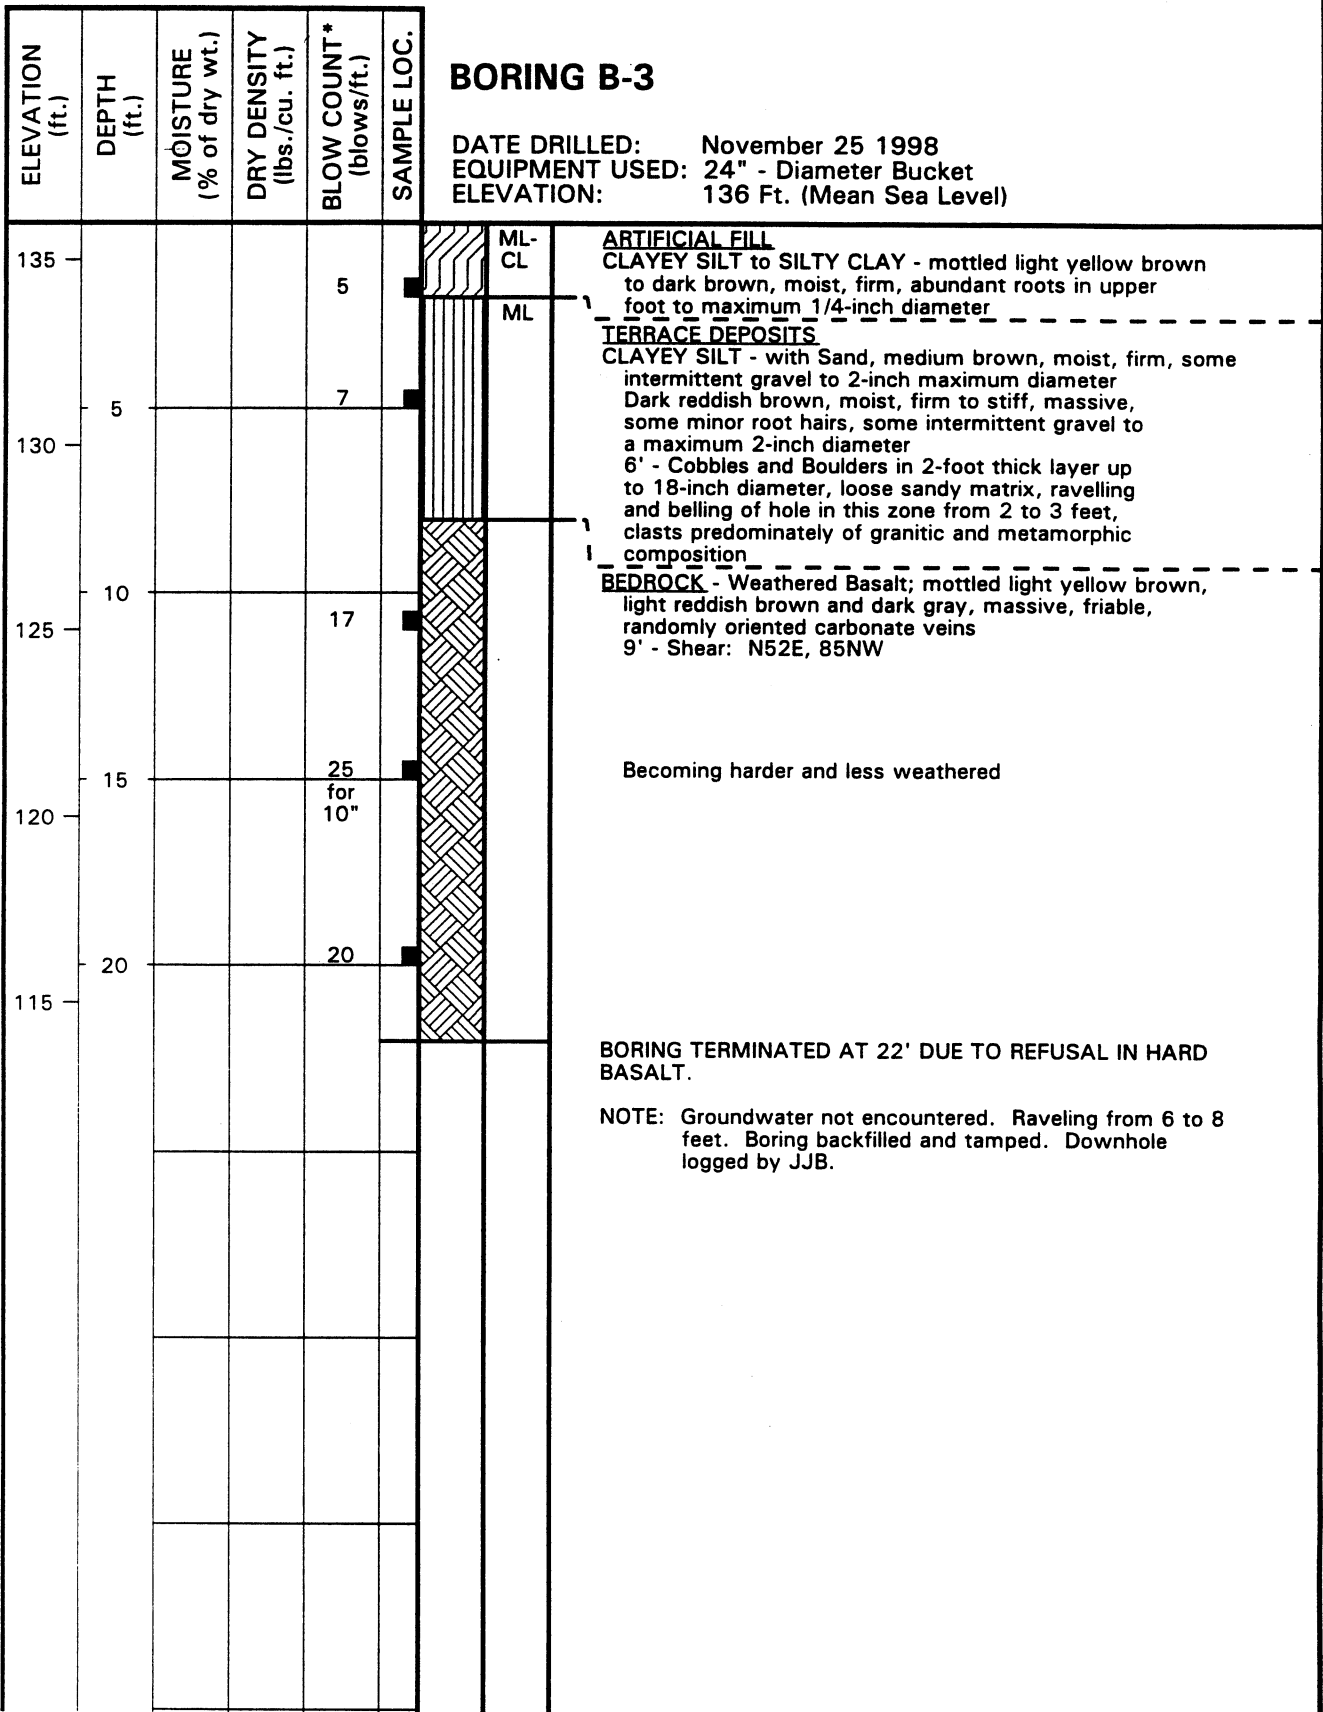 ELEVATION
(ft.)
DEPTH
(ft.)
MOISTURE
(% of dry wt.)
DRY DENSITY
(lbs./cu. ft.)
BLOW COUNT*
(blows/ft.)
SAMPLE LOC.
BORING B-3
DATE DRILLED: November 25 1998
EQUIPMENT USED: 24" - Diameter Bucket
ELEVATION: 136 Ft. (Mean Sea Level)
135
5
ML-
CL
ARTIFICIAL FILL
CLAYEY SILT to SILTY CLAY - mottled light yellow brown
to dark brown, moist, firm, abundant roots in upper
foot to maximum 1/4-inch diameter
ML
TERRACE DEPOSITS
CLAYEY SILT - with Sand, medium brown, moist, firm, some
intermittent gravel to 2-inch maximum diameter
5
7
Dark reddish brown, moist, firm to stiff, massive,
some minor root hairs, some intermittent gravel to
a maximum 2-inch diameter
130
6' - Cobbles and Boulders in 2-foot thick layer up
to 18-inch diameter, loose sandy matrix, ravelling
and belling of hole in this zone from 2 to 3 feet,
clasts predominately of granitic and metamorphic
composition
BEDROCK - Weathered Basalt; mottled light yellow brown,
light reddish brown and dark gray, massive, friable,
randomly oriented carbonate veins
9' - Shear: N52E, 85NW
10
17
125
15
25
for
10"
Becoming harder and less weathered
120
20
20
115
BORING TERMINATED AT 22' DUE TO REFUSAL IN HARD
BASALT.
NOTE: Groundwater not encountered. Raveling from 6 to 8
feet. Boring backfilled and tamped. Downhole
logged by JJB.